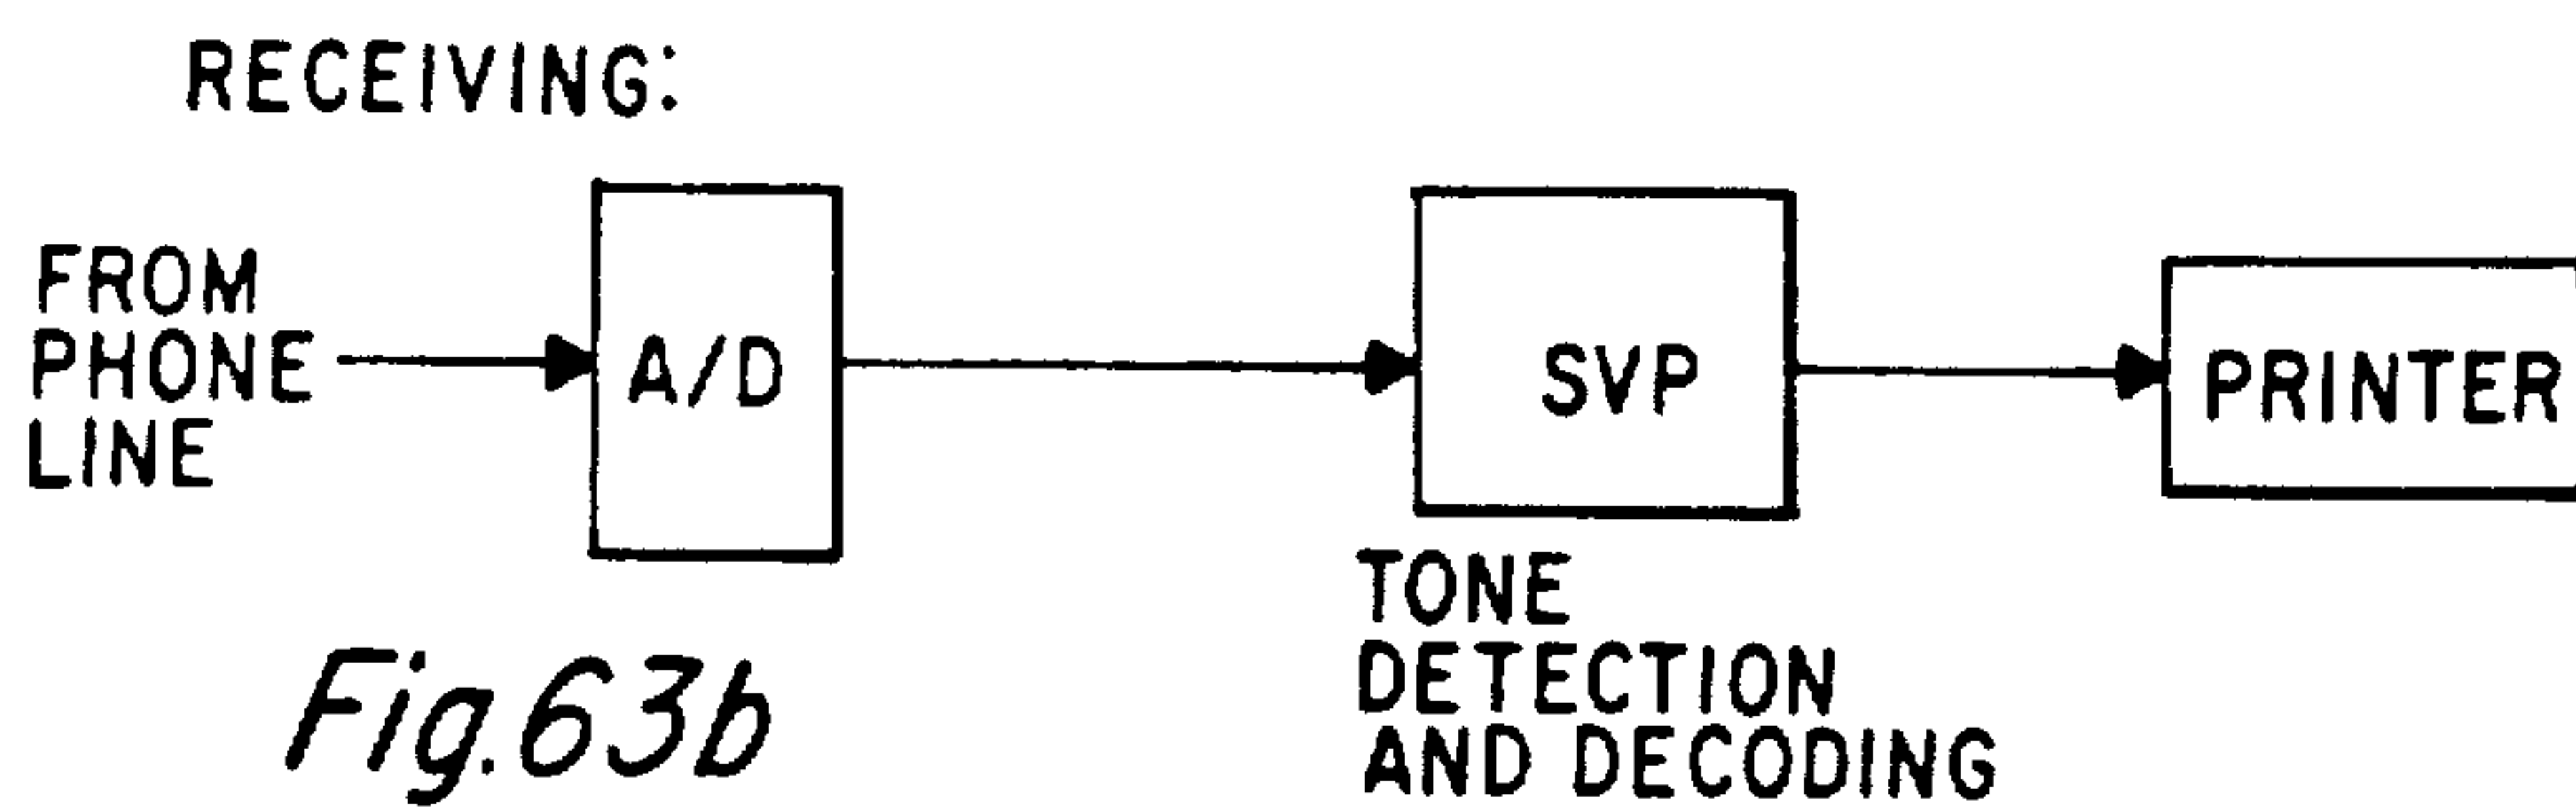 RECEIVING:
FROM
PHONE
LINE
A/D
SVP
PRINTER
TONE
DETECTION
AND DECODING
Fig.63b